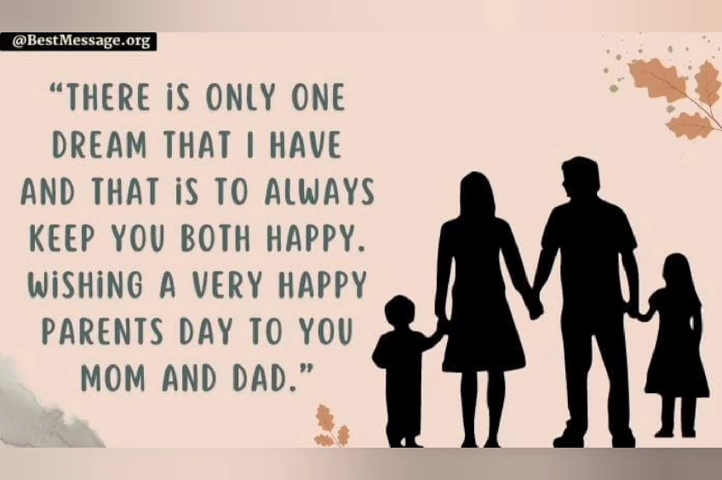 @BestMessage.org
“THERE iS ONLY ONE
DREAM THAT I HAVE
AND THAT iS TO ALWAYS
KEEP YOU BOTH HAPPY.
WiSHiNG A VERY HAPPY
PARENTS DAY TO YOU
MOM AND DAD.”